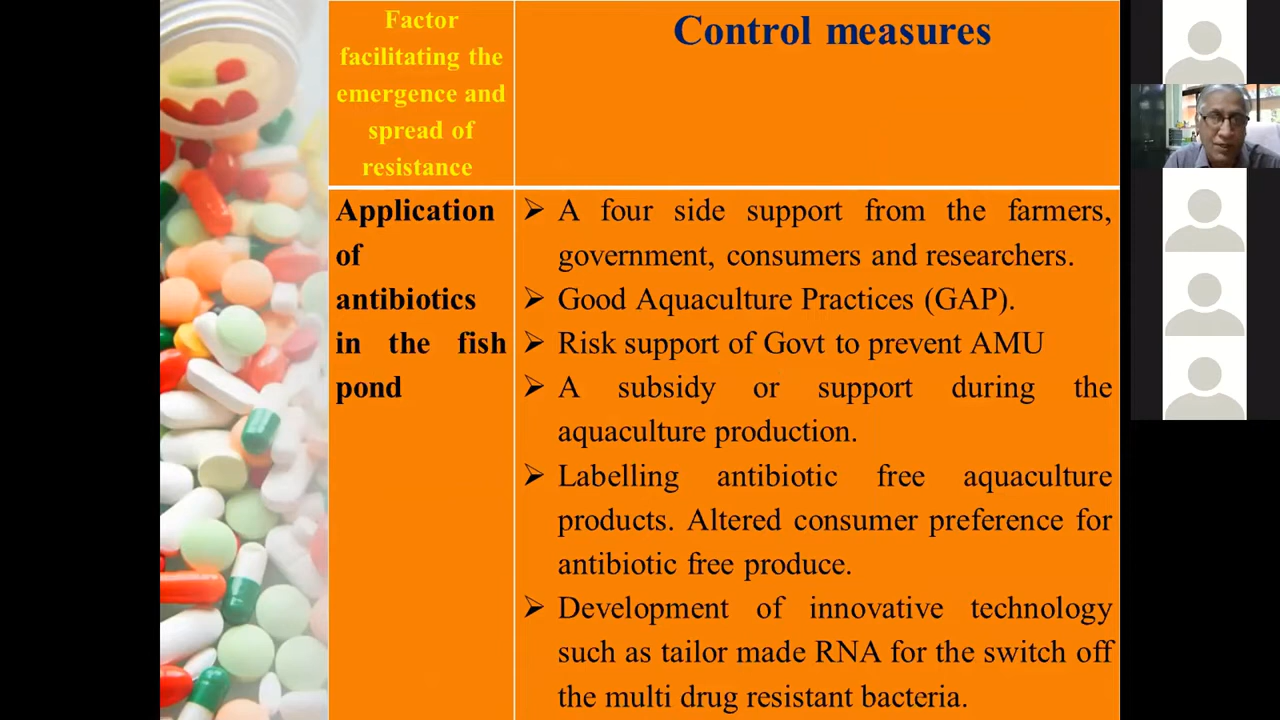 Factor
facilitating the
emergence and
spread of
resistance
Control measures
Application
of
antibiotics
in the fish
pond
➢ A four side support from the farmers,
government, consumers and researchers.
➢ Good Aquaculture Practices (GAP).
➢ Risk support of Govt to prevent AMU
➢ A subsidy or support during the
aquaculture production.
➢ Labelling antibiotic free aquaculture
products. Altered consumer preference for
antibiotic free produce.
➢ Development of innovative technology
such as tailor made RNA for the switch off
the multi drug resistant bacteria.